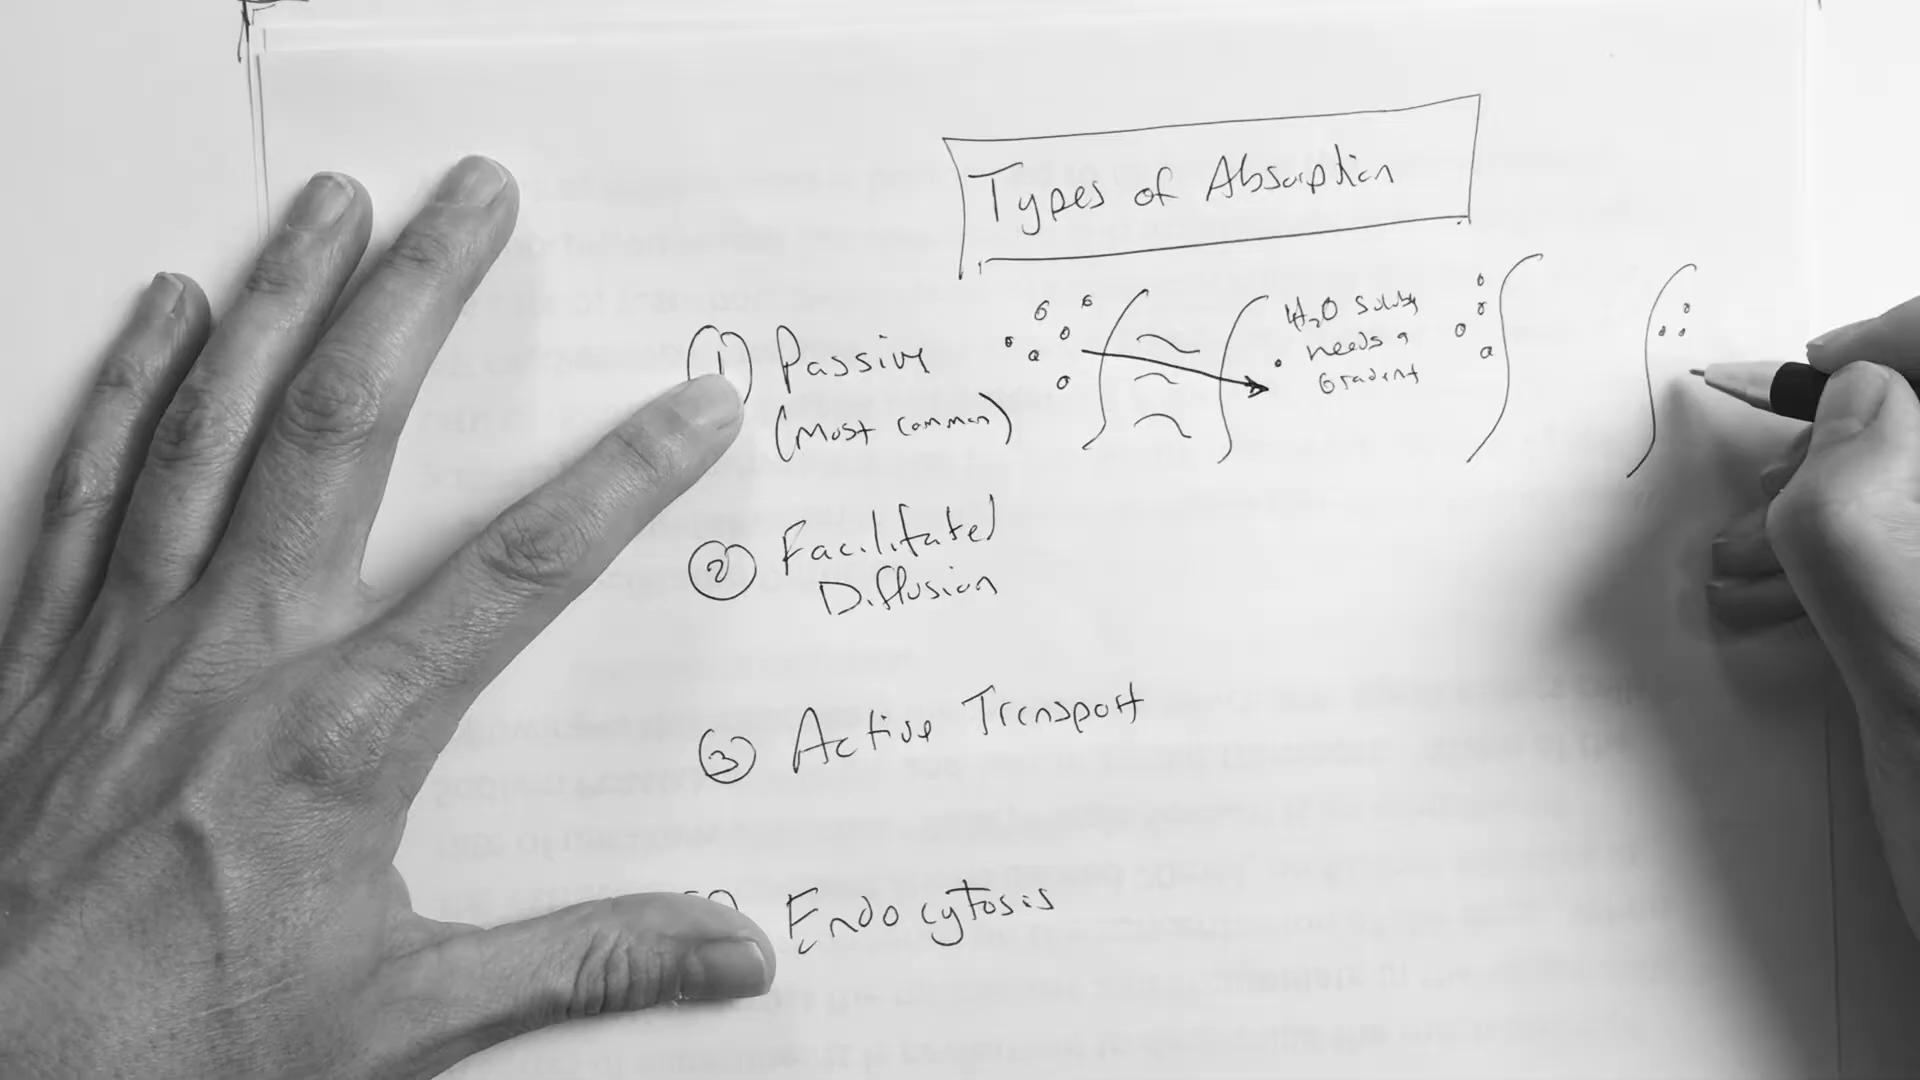 Types of Absorption
1 Passive
(Most Common)
H2O Soluble
needs a
Gradient
2 Facilitated
Diffusion
3 Active Transport
Endocytosis